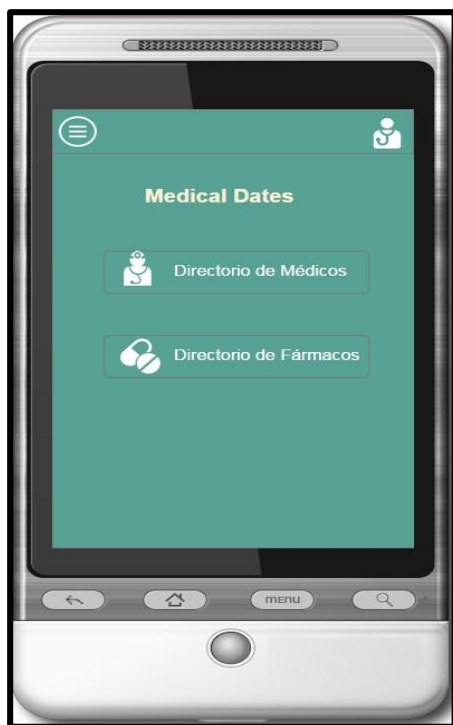 Medical Dates
Directorio de Médicos
Directorio de Fármacos
menu